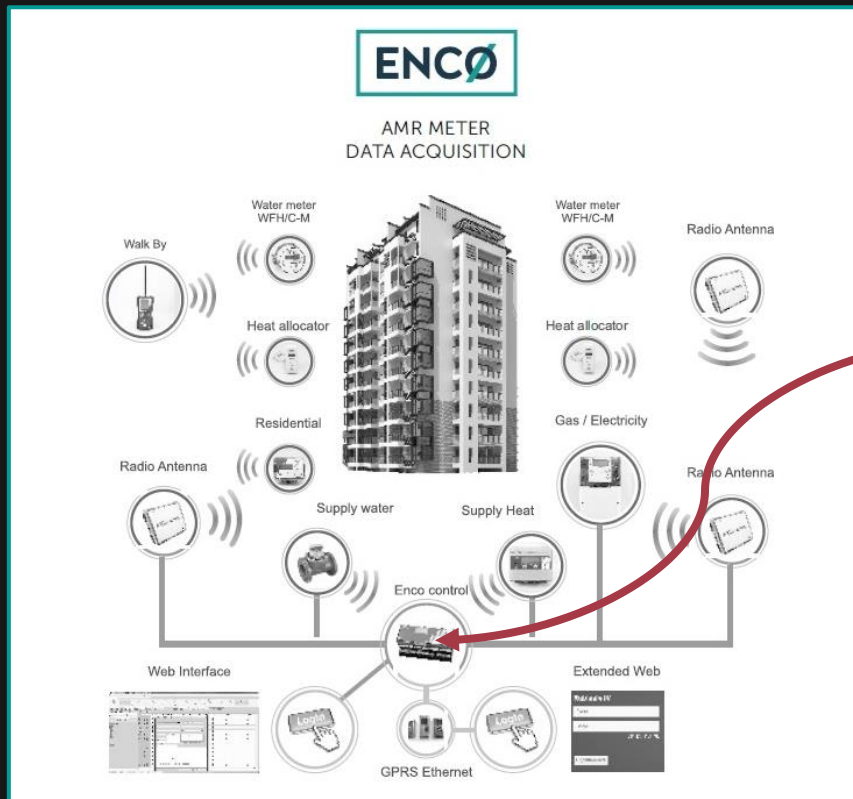 ENCØ
AMR METER
DATA ACQUISITION
Water meter
WFH/C-M
Water meter
WFH/C-M
Radio Antenna
Walk By
Heat allocator
Heat allocator
Residential
Gas / Electricity
Radio Antenna
Radio Antenna
Supply water
Supply Heat
Enco control
Web Interface
Extended Web
Login
Login
GPRS Ethernet